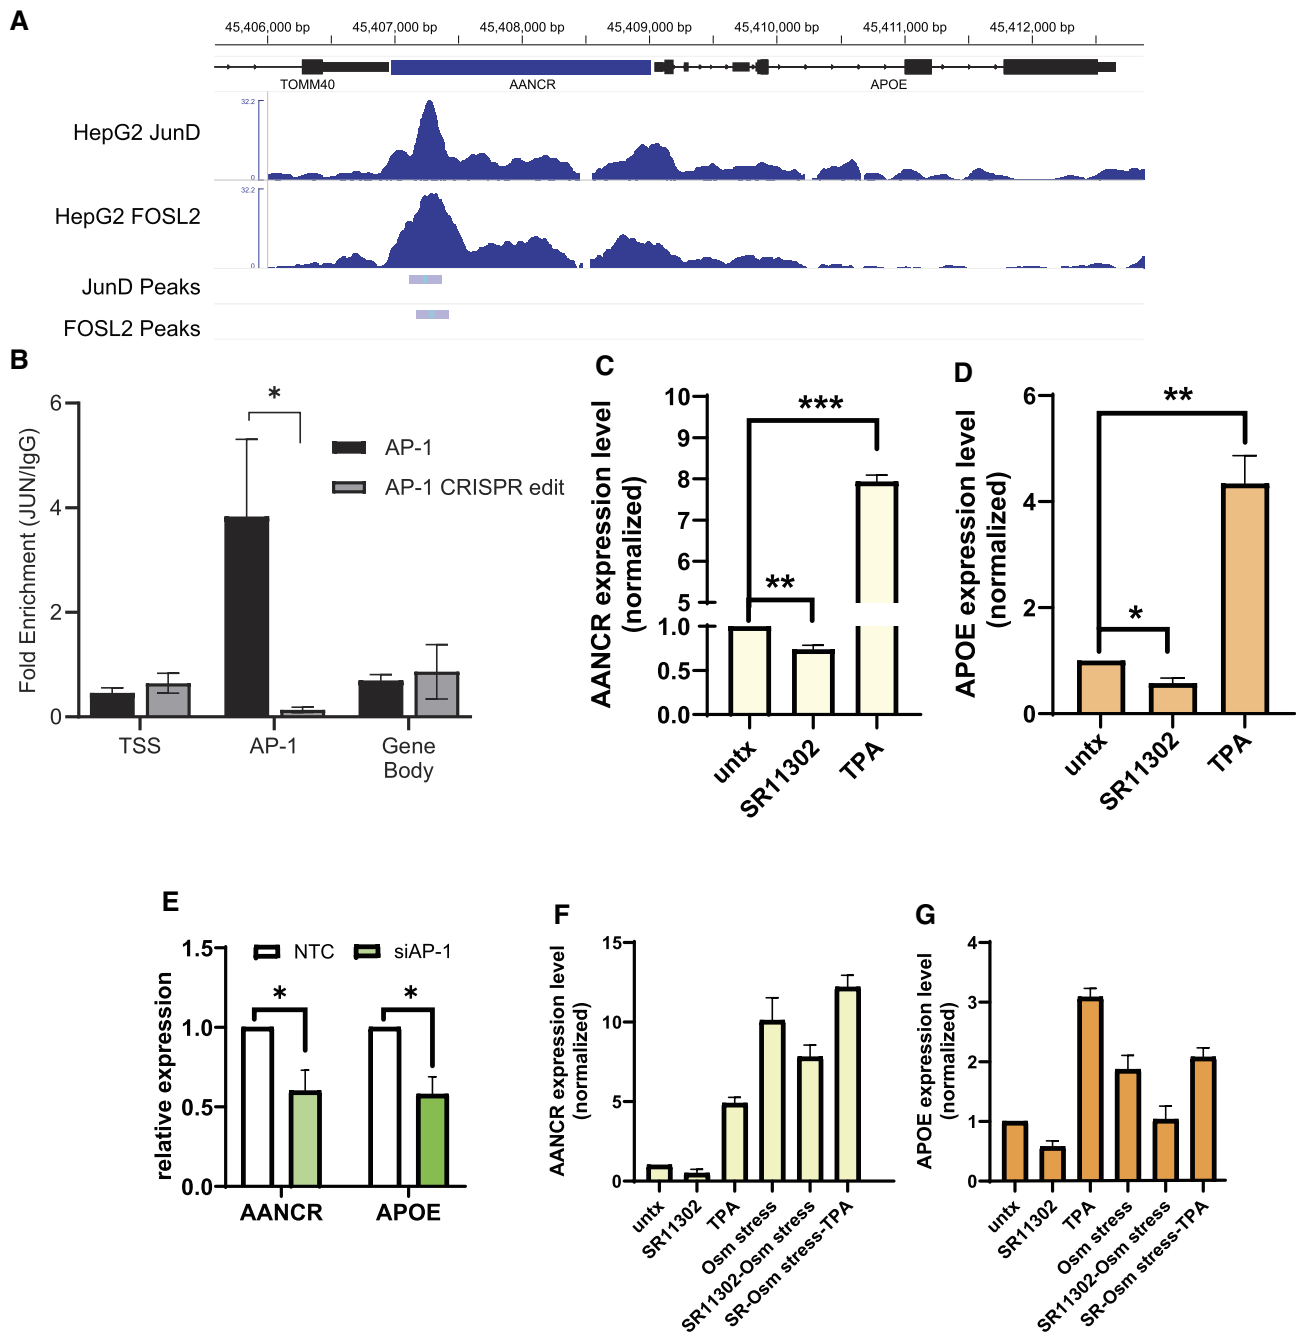 A
45,406,000 bp 45,407,000 bp 45,408,000 bp 45,409,000 bp 45,410,000 bp 45,411,000 bp 45,412,000 bp
TOMM40 AANCR APOE
32.2
HepG2 JunD
0
32.2
HepG2 FOSL2
0
JunD Peaks
FOSL2 Peaks
B
Fold Enrichment (JUN/IgG)
6
4
2
0
*
AP-1
AP-1 CRISPR edit
TSS AP-1 Gene
Body
C
AANCR expression level
(normalized)
10
9
8
7
6
5
1.0
0.5
0.0
***
**
untx SR11302 TPA
D
APOE expression level
(normalized)
6
4
2
0
**
*
untx SR11302 TPA
E
relative expression
1.5
1.0
0.5
0.0
NTC siAP-1
* *
AANCR APOE
F
AANCR expression level
(normalized)
15
10
5
0
untx SR11302 TPA Osm stress SR11302-Osm stress SR-Osm stress-TPA
G
APOE expression level
(normalized)
4
3
2
1
0
untx SR11302 TPA Osm stress SR11302-Osm stress SR-Osm stress-TPA